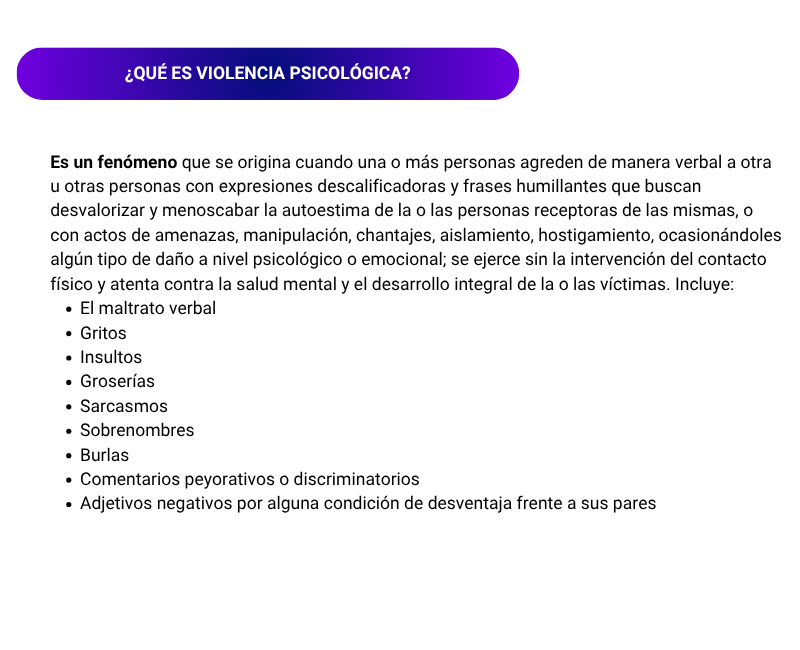 ¿QUÉ ES VIOLENCIA PSICOLÓGICA?
Es un fenómeno que se origina cuando una o más personas agreden de manera verbal a otra
u otras personas con expresiones descalificadoras y frases humillantes que buscan
desvalorizar y menoscabar la autoestima de la o las personas receptoras de las mismas, o
con actos de amenazas, manipulación, chantajes, aislamiento, hostigamiento, ocasionándoles
algún tipo de daño a nivel psicológico o emocional; se ejerce sin la intervención del contacto
físico y atenta contra la salud mental y el desarrollo integral de la o las víctimas. Incluye:
• El maltrato verbal
• Gritos
• Insultos
• Groserías
• Sarcasmos
• Sobrenombres
• Burlas
• Comentarios peyorativos o discriminatorios
• Adjetivos negativos por alguna condición de desventaja frente a sus pares